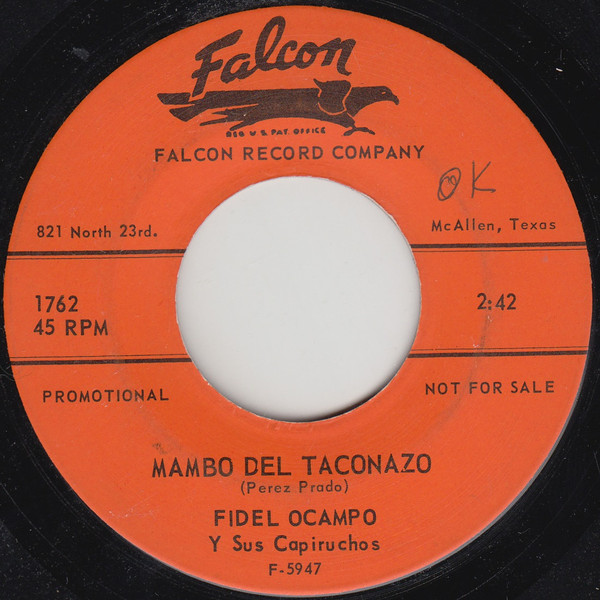 Falcon
REG U.S. PAT. OFFICE
FALCON RECORD COMPANY
OK
821 North 23rd.
McAllen, Texas
1762
2:42
45 RPM
PROMOTIONAL
NOT FOR SALE
MAMBO DEL TACONAZO
(Perez Prado)
FIDEL OCAMPO
Y Sus Capiruchos
F-5947